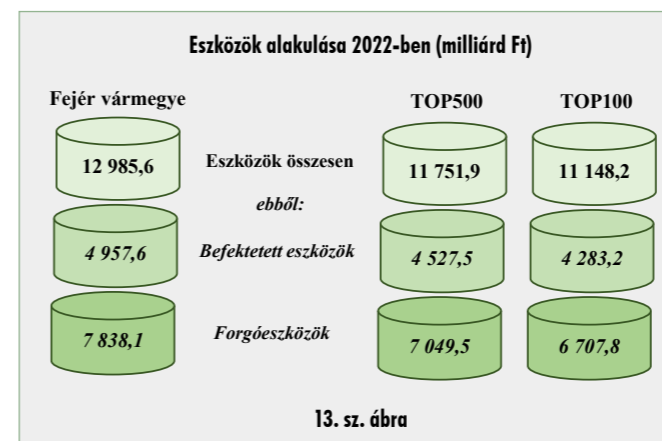 Eszközök alakulása 2022-ben (milliárd Ft)
Fejér vármegye TOP500 TOP100
12 985,6 Eszközök összesen 11 751,9 11 148,2
ebből:
4 957,6 Befektetett eszközök 4 527,5 4 283,2
7 838,1 Forgóeszközök 7 049,5 6 707,8
13. sz. ábra